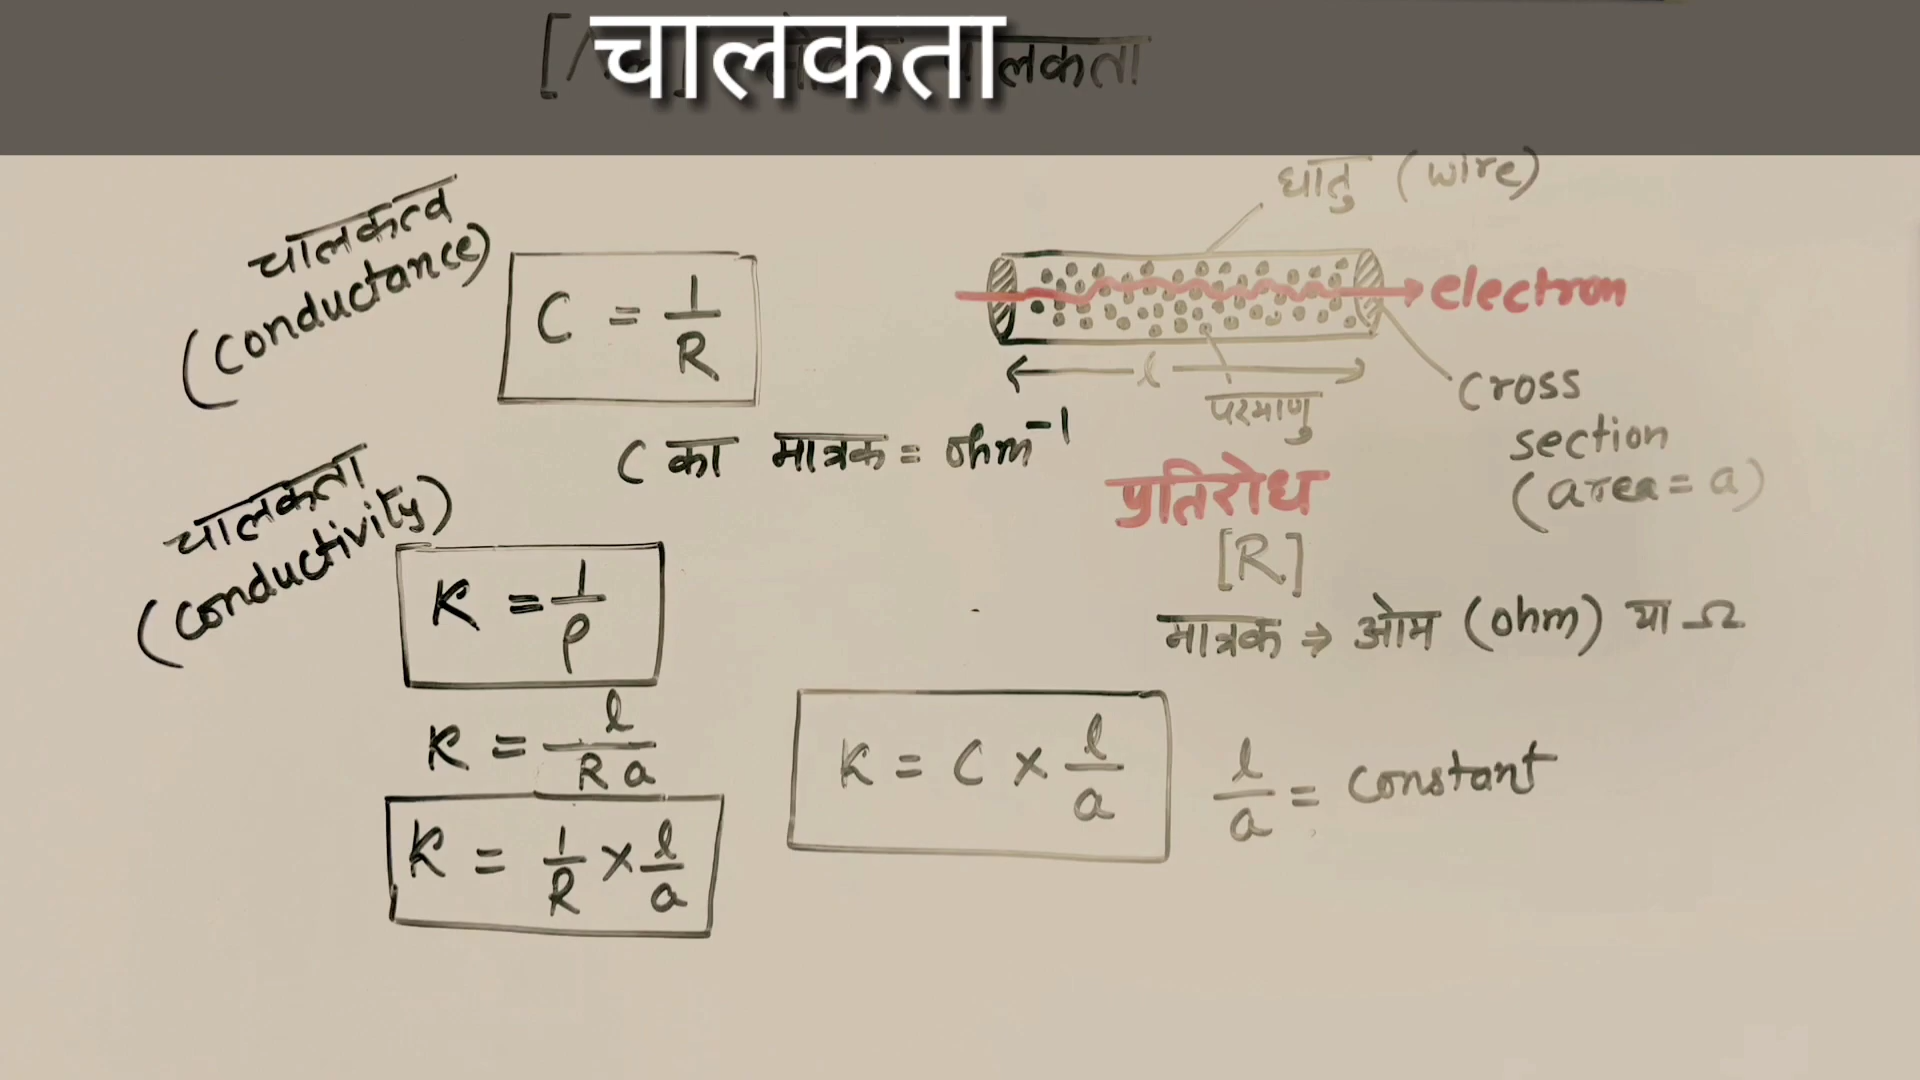 चालकता
चालकता
चालकत्व
(conductance)
C = 1/R
C का मात्रक = ohm⁻¹
धातु (wire)
electron
l
परमाणु
cross
section
(area = a)
प्रतिरोध
[R]
मात्रक ⇒ ओम (ohm) या Ω
चालकता
(conductivity)
K = 1/ρ
K = l/Ra
K = 1/R × l/a
K = C × l/a
l/a = constant